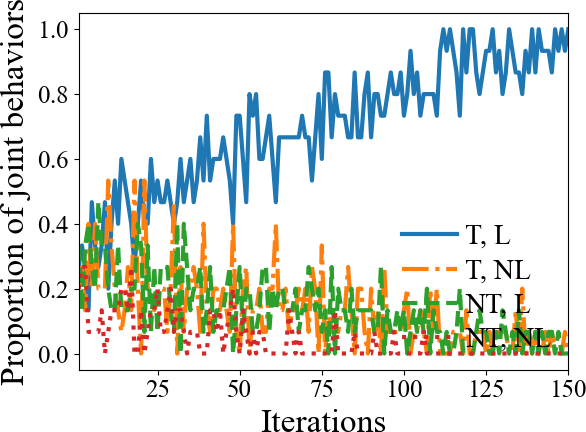 Proportion of joint behaviors
1.0
0.8
0.6
0.4
0.2
0.0
T, L
T, NL
NT, L
NT, NL
25 50 75 100 125 150
Iterations